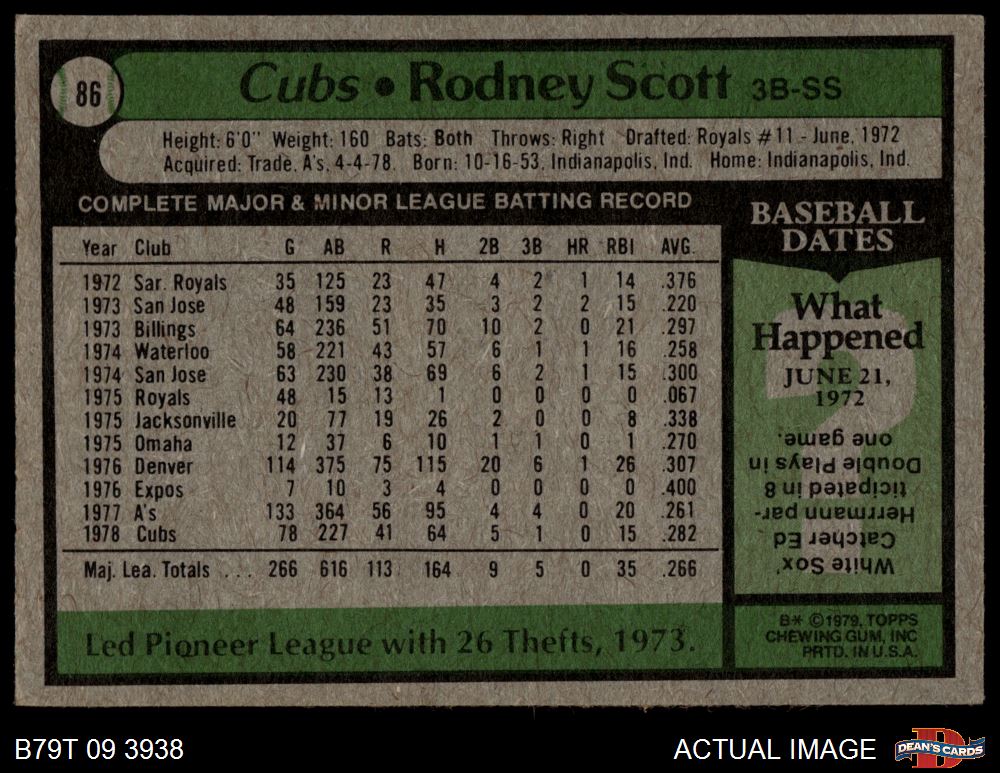 86
Cubs • Rodney Scott 3B-SS
Height: 6'0" Weight: 160 Bats: Both Throws: Right Drafted: Royals #11 - June, 1972
Acquired: Trade, A's, 4-4-78. Born: 10-16-53, Indianapolis, Ind. Home: Indianapolis, Ind.
COMPLETE MAJOR & MINOR LEAGUE BATTING RECORD
Year Club G AB R H 2B 3B HR RBI AVG.
1972 Sar. Royals 35 125 23 47 4 2 1 14 .376
1973 San Jose 48 159 23 35 3 2 2 15 .220
1973 Billings 64 236 51 70 10 2 0 21 .297
1974 Waterloo 58 221 43 57 6 1 1 16 .258
1974 San Jose 63 230 38 69 6 2 1 15 .300
1975 Royals 48 15 13 1 0 0 0 0 .067
1975 Jacksonville 20 77 19 26 2 0 0 8 .338
1975 Omaha 12 37 6 10 1 1 0 1 .270
1976 Denver 114 375 75 115 20 6 1 26 .307
1976 Expos 7 10 3 4 0 0 0 0 .400
1977 A's 133 364 56 95 4 4 0 20 .261
1978 Cubs 78 227 41 64 5 1 0 15 .282
Maj. Lea. Totals ... 266 616 113 164 9 5 0 35 .266
Led Pioneer League with 26 Thefts, 1973.
BASEBALL
DATES
What
Happened
JUNE 21,
1972
White Sox'
Catcher Ed
Herrmann par-
ticipated in 8
Double Plays in
one game.
B* ©1979, TOPPS
CHEWING GUM, INC
PRTD. IN U.S.A.
B79T 09 3938
ACTUAL IMAGE
DEAN'S CARDS